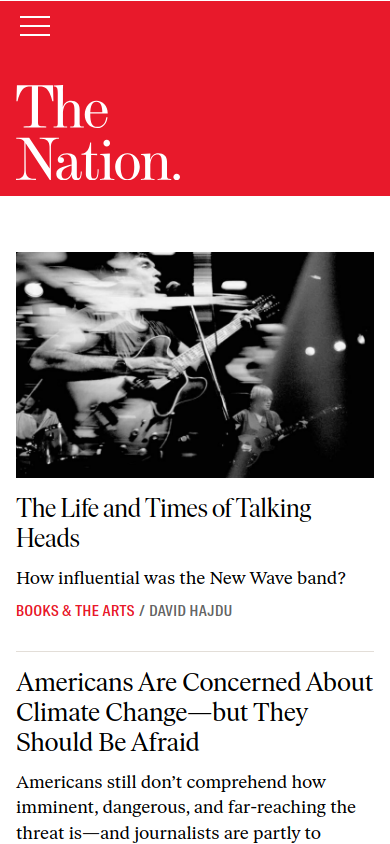 The
Nation.
The Life and Times of Talking
Heads
How influential was the New Wave band?
BOOKS & THE ARTS / DAVID HAJDU
Americans Are Concerned About
Climate Change—but They
Should Be Afraid
Americans still don’t comprehend how
imminent, dangerous, and far-reaching the
threat is—and journalists are partly to